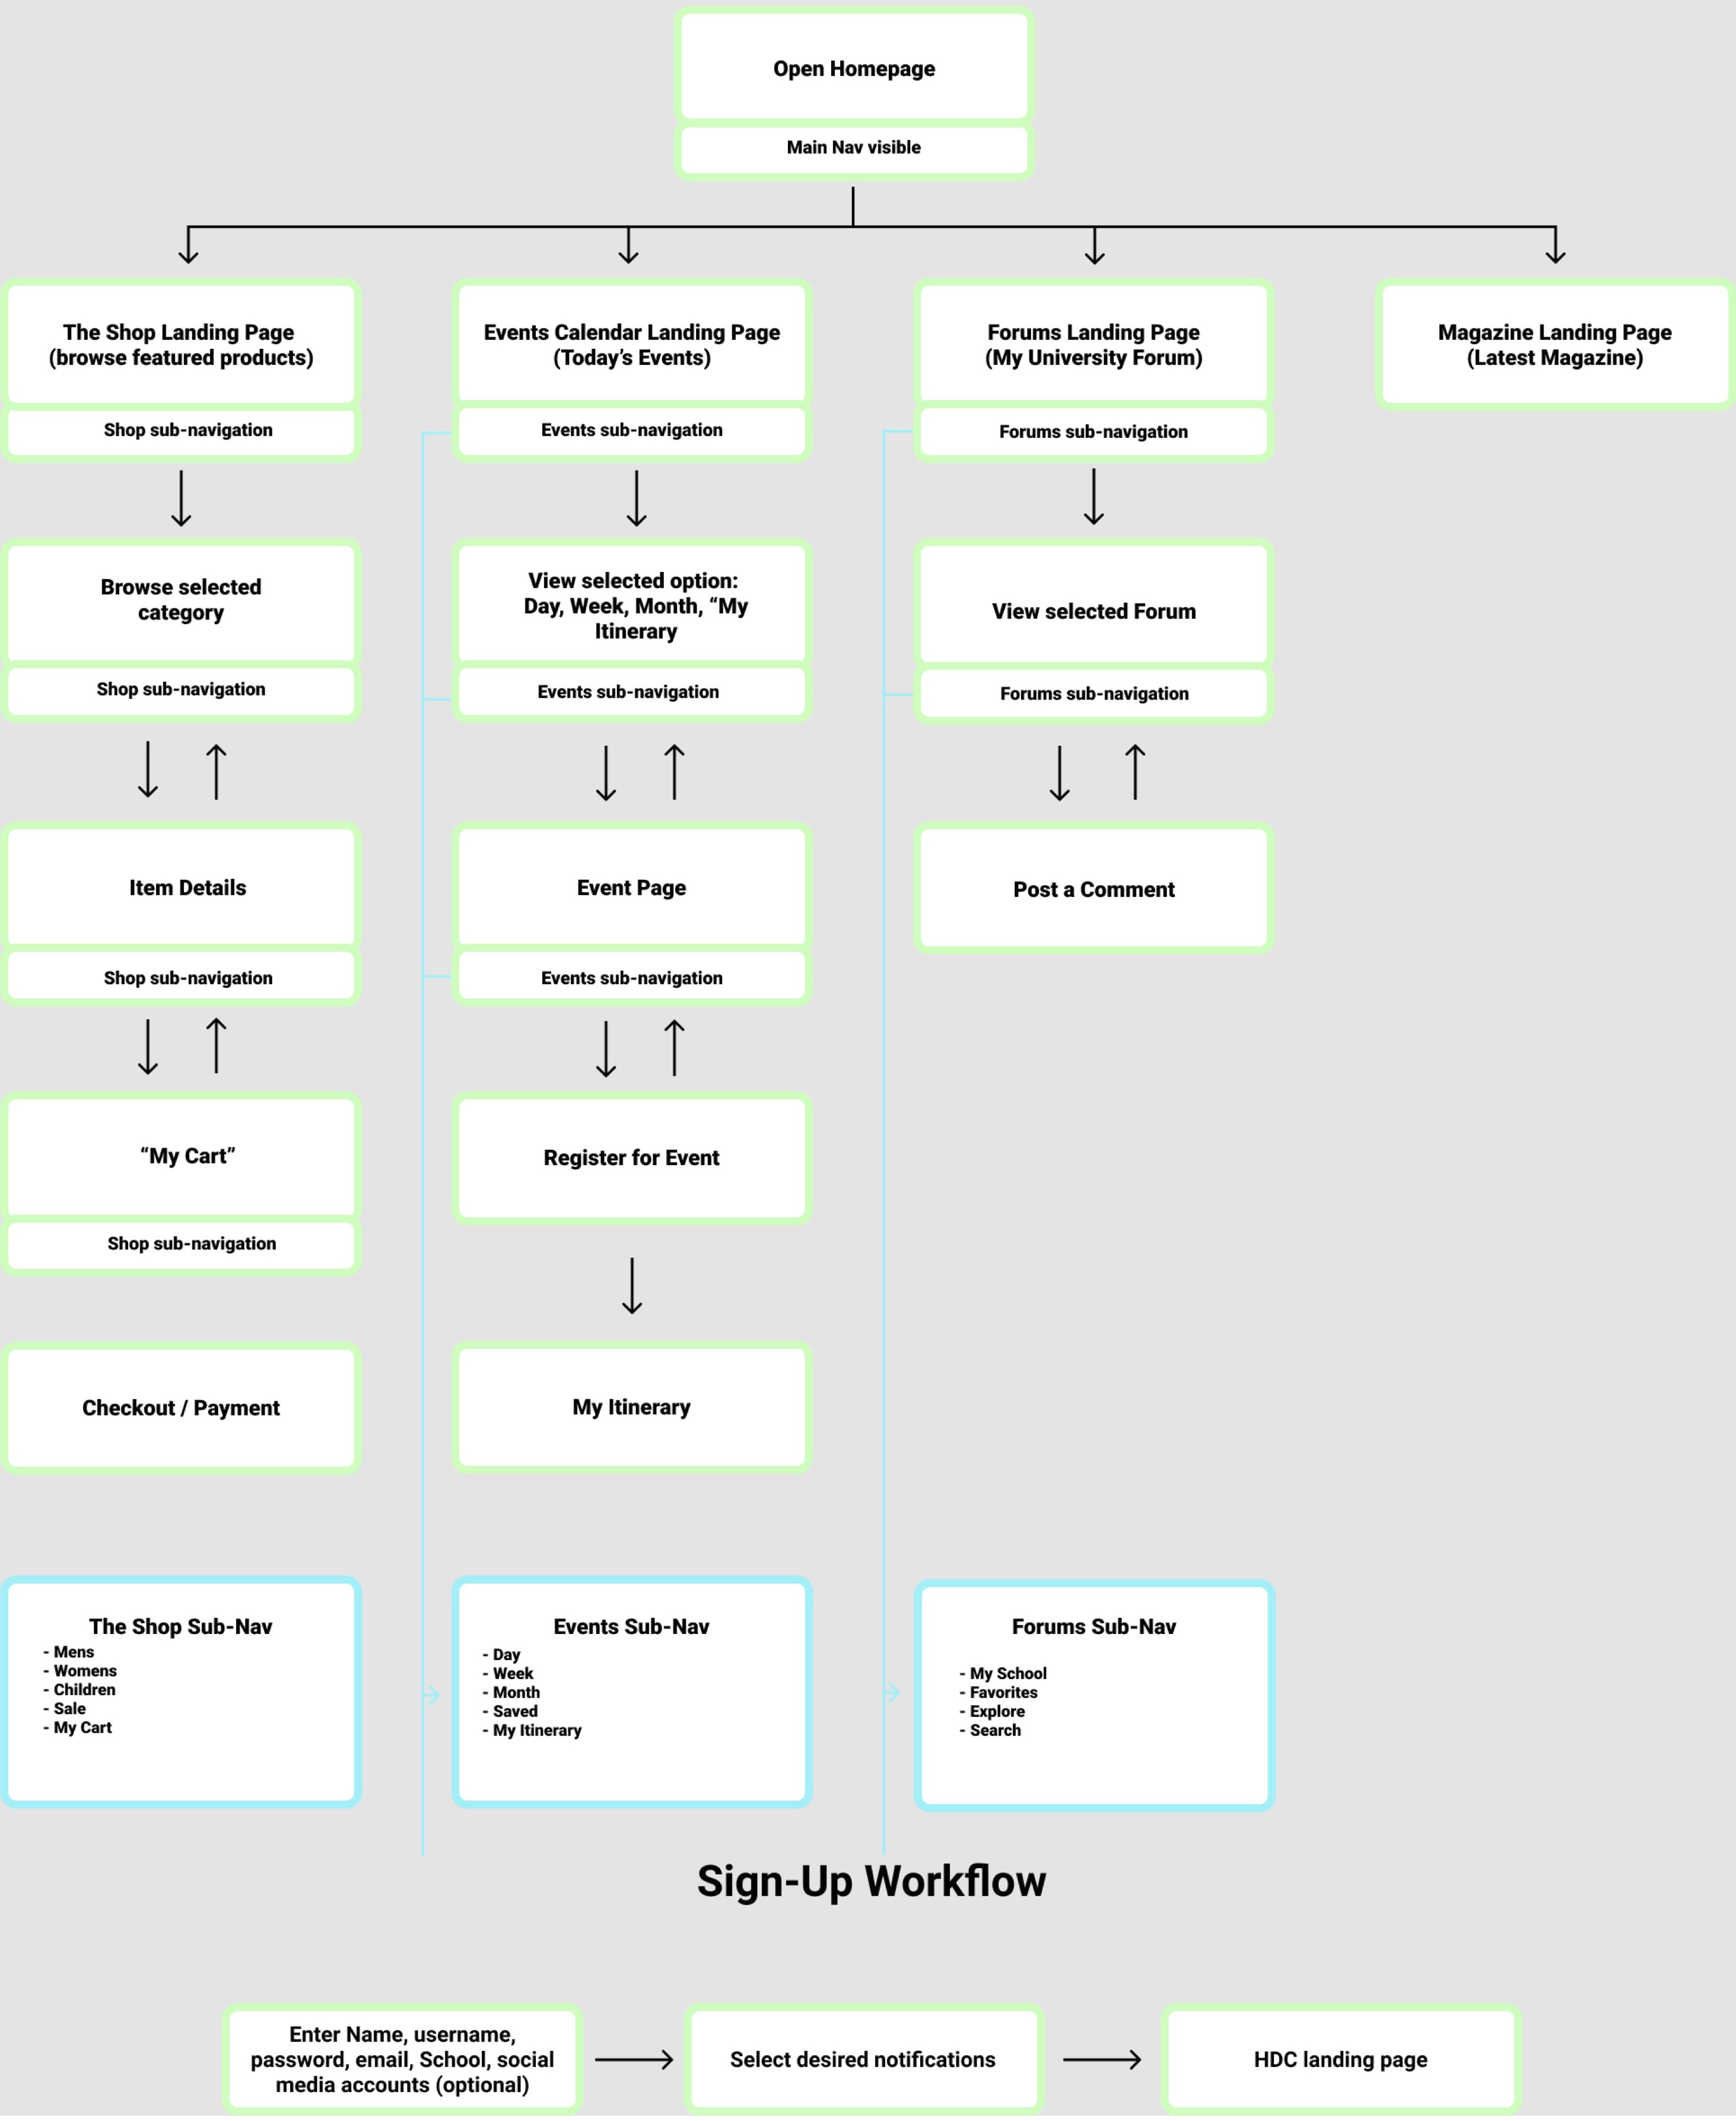 Open Homepage
Main Nav visible
The Shop Landing Page
(browse featured products)
Shop sub-navigation
Events Calendar Landing Page
(Today’s Events)
Events sub-navigation
Forums Landing Page
(My University Forum)
Forums sub-navigation
Magazine Landing Page
(Latest Magazine)
Browse selected
category
Shop sub-navigation
View selected option:
Day, Week, Month, “My
Itinerary
Events sub-navigation
View selected Forum
Forums sub-navigation
Item Details
Shop sub-navigation
Event Page
Events sub-navigation
Post a Comment
“My Cart”
Shop sub-navigation
Register for Event
Checkout / Payment
My Itinerary
The Shop Sub-Nav
- Mens
- Womens
- Children
- Sale
- My Cart
Events Sub-Nav
- Day
- Week
- Month
- Saved
- My Itinerary
Forums Sub-Nav
- My School
- Favorites
- Explore
- Search
Sign-Up Workflow
Enter Name, username,
password, email, School, social
media accounts (optional)
Select desired notifications
HDC landing page